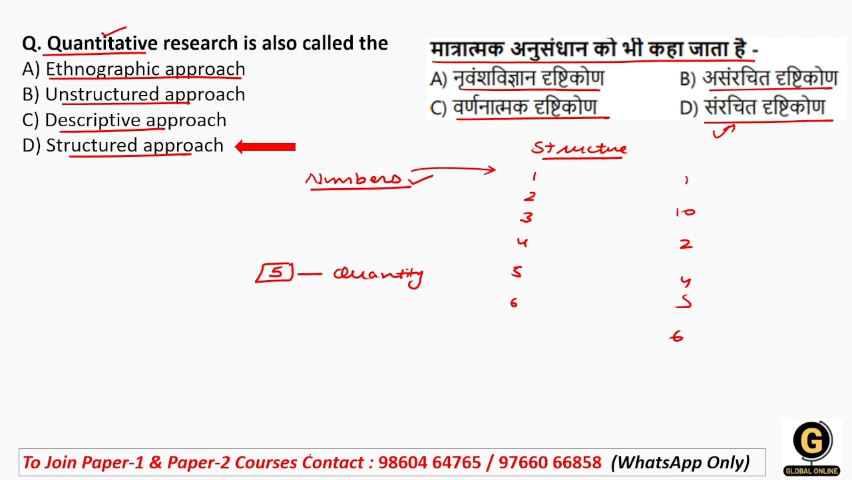 Q. Quantitative research is also called the
A) Ethnographic approach
B) Unstructured approach
C) Descriptive approach
D) Structured approach
मात्रात्मक अनुसंधान को भी कहा जाता है -
A) नृवंशविज्ञान दृष्टिकोण B) असंरचित दृष्टिकोण
C) वर्णनात्मक दृष्टिकोण D) संरचित दृष्टिकोण
Structure
Numbers 1 1
2
3 10
4 2
5 — Quantity 5 4
6 5
6
G
GLOBAL ONLINE
To Join Paper-1 & Paper-2 Courses Contact : 98604 64765 / 97660 66858 (WhatsApp Only)